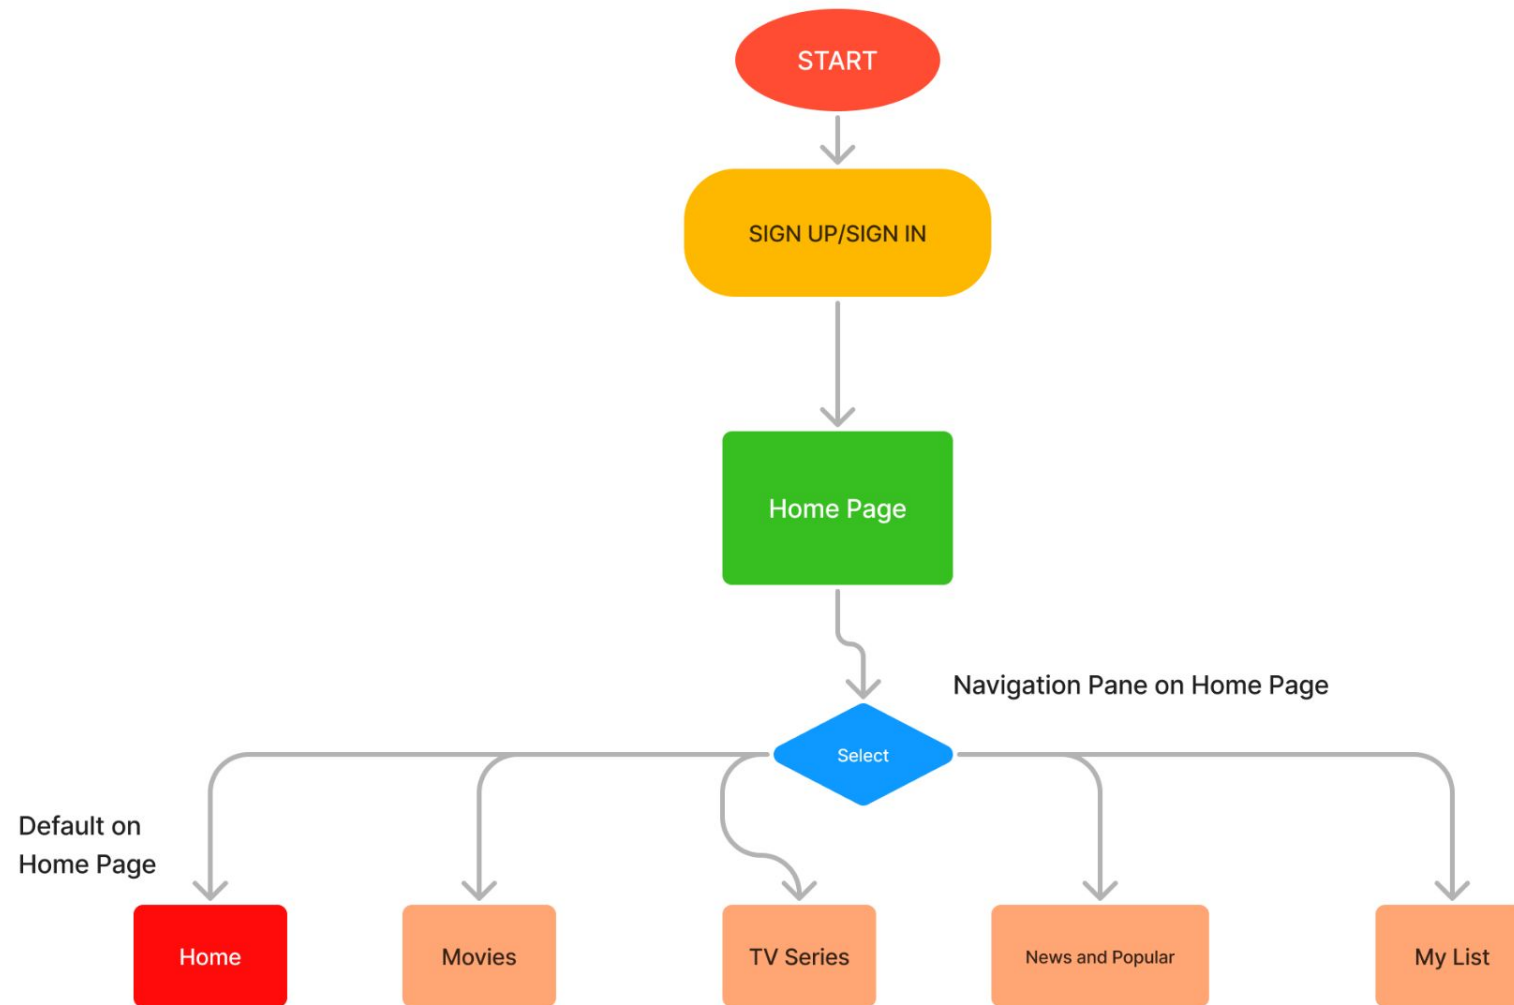 START
SIGN UP/SIGN IN
Home Page
Navigation Pane on Home Page
Select
Default on
Home Page
Home
Movies
TV Series
News and Popular
My List